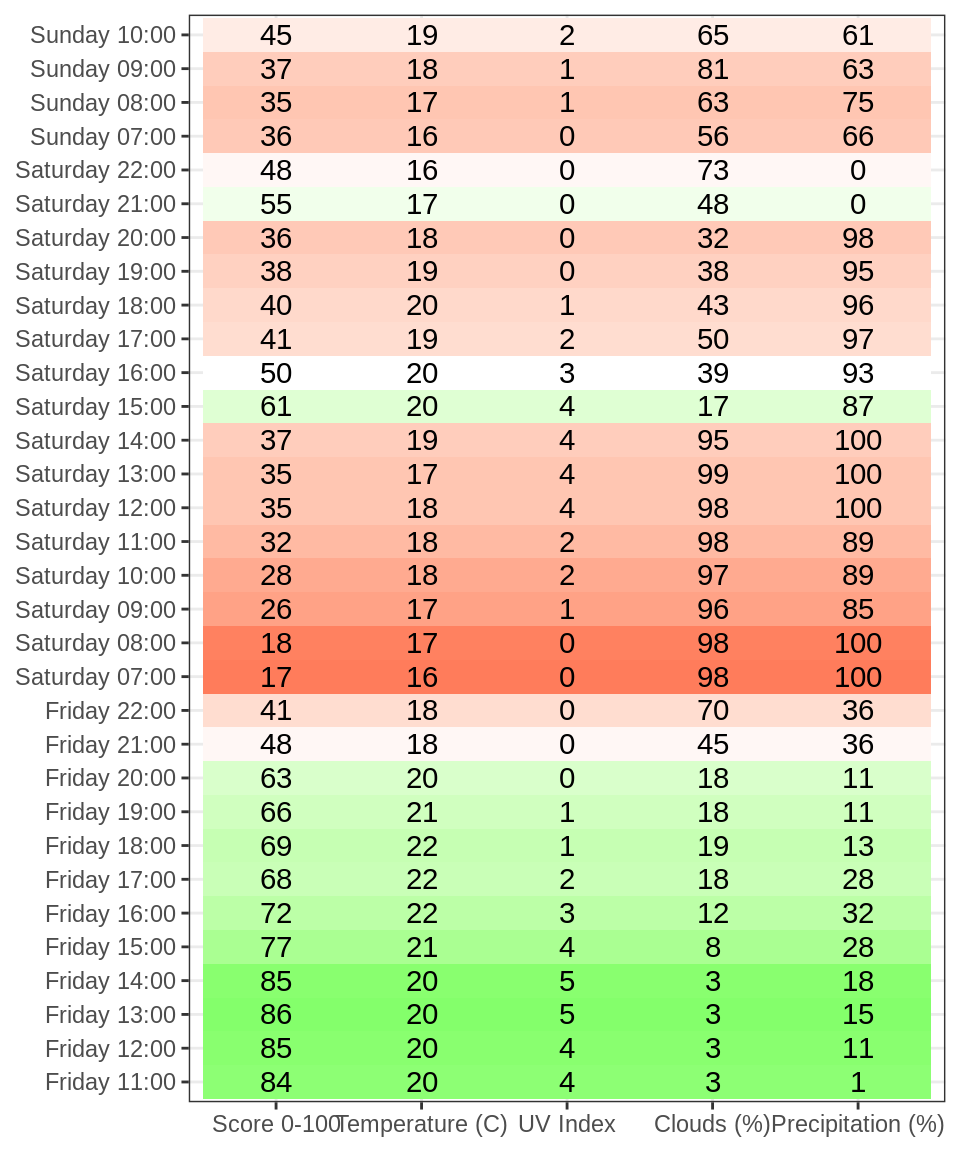 Sunday 10:00 45 19 2 65 61
Sunday 09:00 37 18 1 81 63
Sunday 08:00 35 17 1 63 75
Sunday 07:00 36 16 0 56 66
Saturday 22:00 48 16 0 73 0
Saturday 21:00 55 17 0 48 0
Saturday 20:00 36 18 0 32 98
Saturday 19:00 38 19 0 38 95
Saturday 18:00 40 20 1 43 96
Saturday 17:00 41 19 2 50 97
Saturday 16:00 50 20 3 39 93
Saturday 15:00 61 20 4 17 87
Saturday 14:00 37 19 4 95 100
Saturday 13:00 35 17 4 99 100
Saturday 12:00 35 18 4 98 100
Saturday 11:00 32 18 2 98 89
Saturday 10:00 28 18 2 97 89
Saturday 09:00 26 17 1 96 85
Saturday 08:00 18 17 0 98 100
Saturday 07:00 17 16 0 98 100
Friday 22:00 41 18 0 70 36
Friday 21:00 48 18 0 45 36
Friday 20:00 63 20 0 18 11
Friday 19:00 66 21 1 18 11
Friday 18:00 69 22 1 19 13
Friday 17:00 68 22 2 18 28
Friday 16:00 72 22 3 12 32
Friday 15:00 77 21 4 8 28
Friday 14:00 85 20 5 3 18
Friday 13:00 86 20 5 3 15
Friday 12:00 85 20 4 3 11
Friday 11:00 84 20 4 3 1
Score 0-100 Temperature (C) UV Index Clouds (%) Precipitation (%)